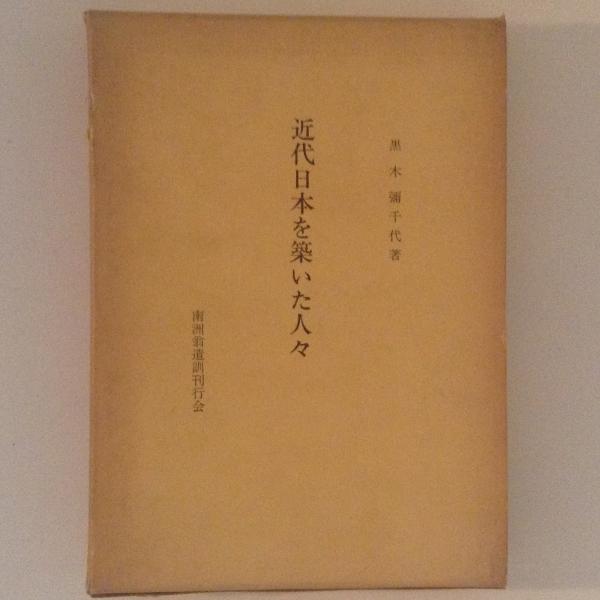 黒木彌千代著
近代日本を築いた人々
南洲翁遺訓刊行会